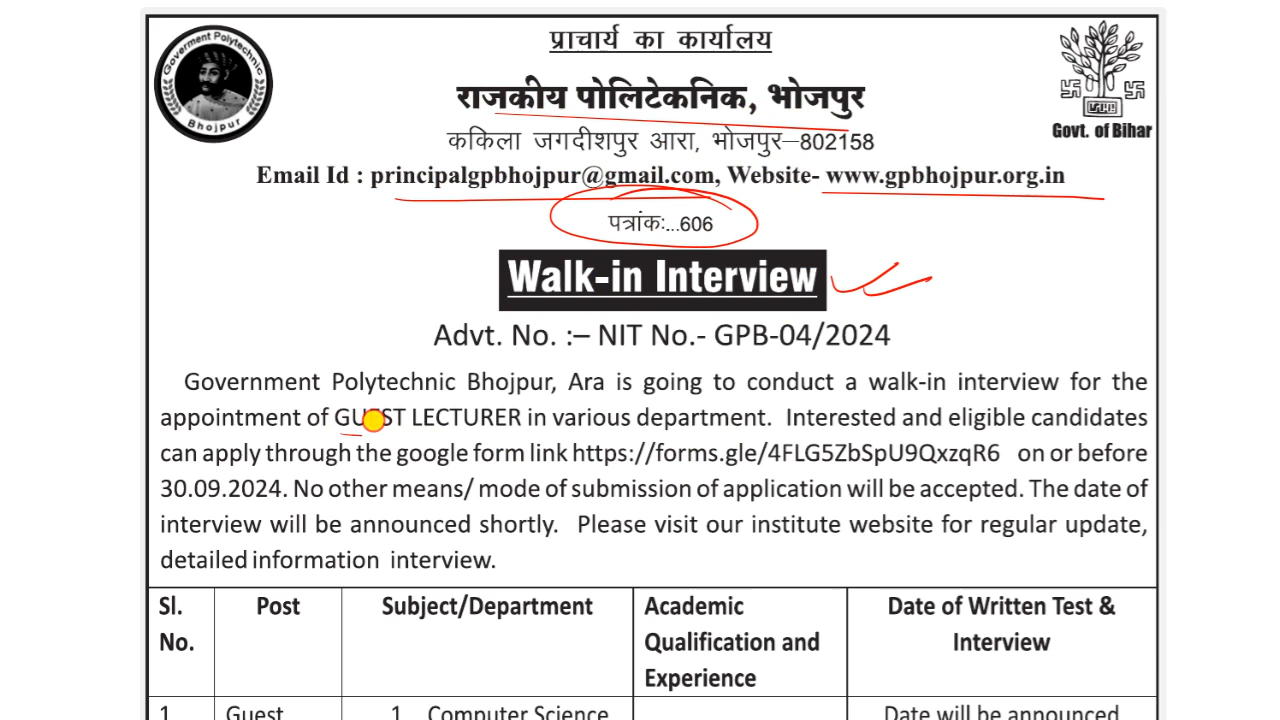 Goverment Polytechnic
Bhojpur
प्राचार्य का कार्यालय
राजकीय पोलिटेकनिक, भोजपुर
ककिला जगदीशपुर आरा, भोजपुर–802158
Govt. of Bihar
Email Id : principalgpbhojpur@gmail.com, Website- www.gpbhojpur.org.in
पत्रांकः...606
Walk-in Interview
Advt. No. :– NIT No.- GPB-04/2024
Government Polytechnic Bhojpur, Ara is going to conduct a walk-in interview for the
appointment of GUEST LECTURER in various department. Interested and eligible candidates
can apply through the google form link https://forms.gle/4FLG5ZbSpU9QxzqR6 on or before
30.09.2024. No other means/ mode of submission of application will be accepted. The date of
interview will be announced shortly. Please visit our institute website for regular update,
detailed information interview.
Sl. No. Post Subject/Department Academic Qualification and Experience Date of Written Test & Interview
1 Guest 1. Computer Science Date will be announced